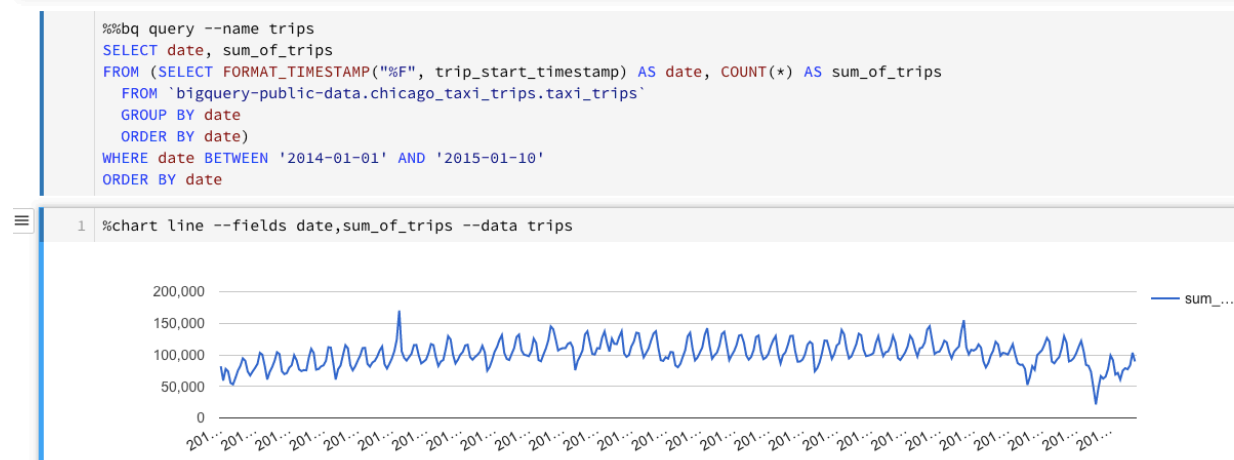 %%bq query --name trips
SELECT date, sum_of_trips
FROM (SELECT FORMAT_TIMESTAMP("%F", trip_start_timestamp) AS date, COUNT(*) AS sum_of_trips
FROM `bigquery-public-data.chicago_taxi_trips.taxi_trips`
GROUP BY date
ORDER BY date)
WHERE date BETWEEN '2014-01-01' AND '2015-01-10'
ORDER BY date
1 %chart line --fields date,sum_of_trips --data trips
200,000
sum_...
150,000
100,000
50,000
0
201... 201... 201... 201... 201... 201... 201... 201... 201... 201... 201... 201... 201... 201... 201... 201... 201... 201... 201... 201... 201... 201... 201... 201... 201... 201... 201...